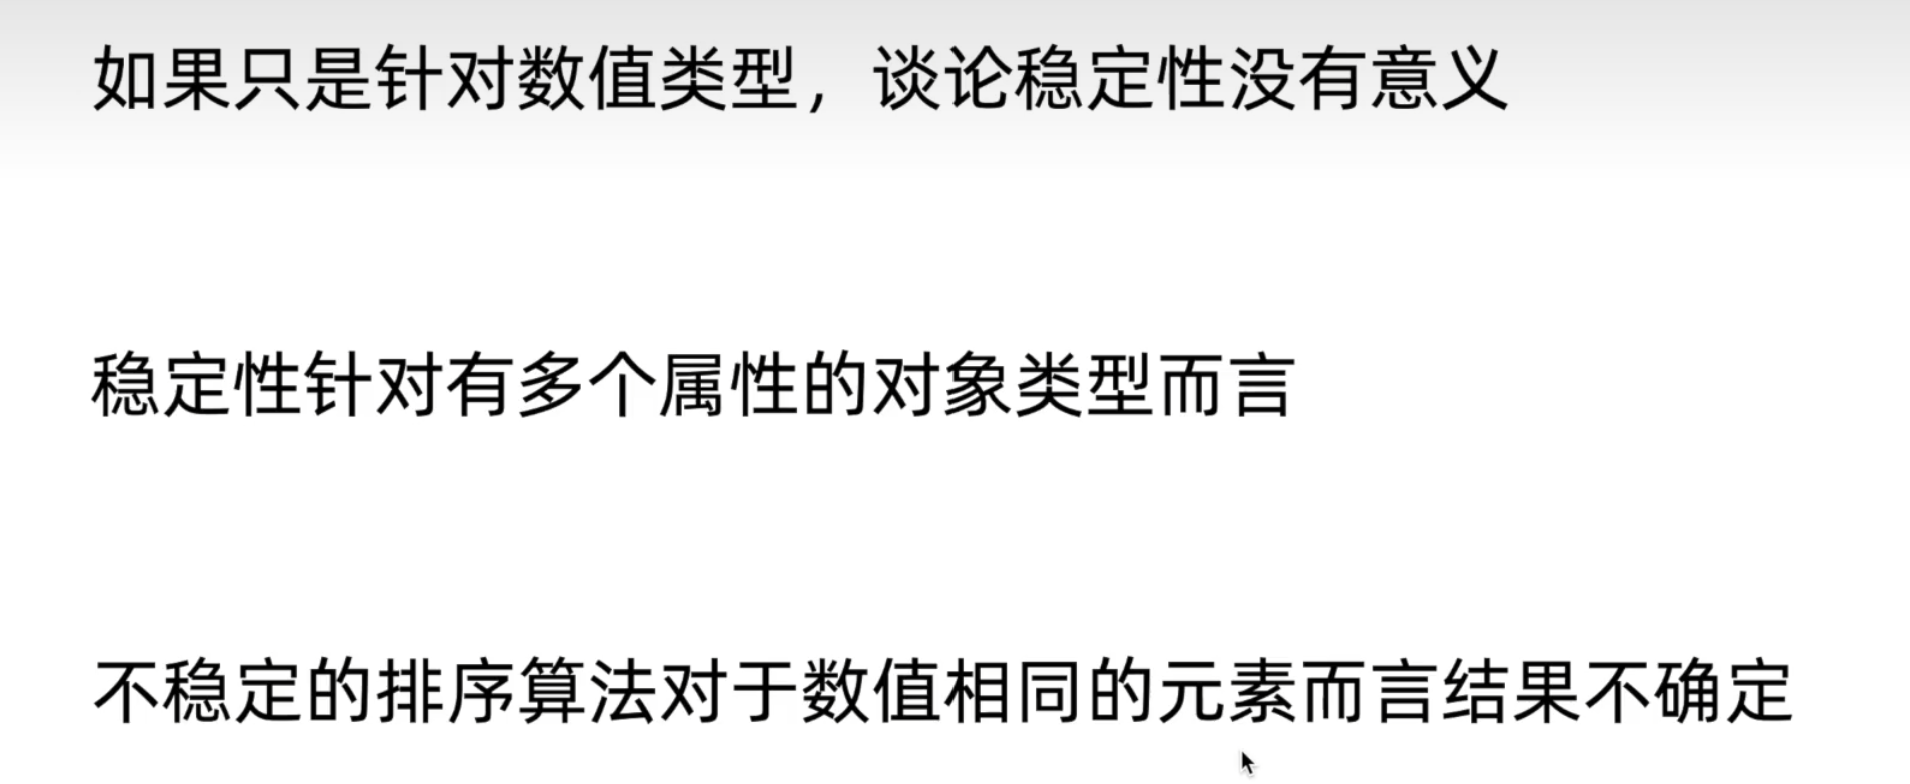 如果只是针对数值类型，谈论稳定性没有意义
稳定性针对有多个属性的对象类型而言
不稳定的排序算法对于数值相同的元素而言结果不确定